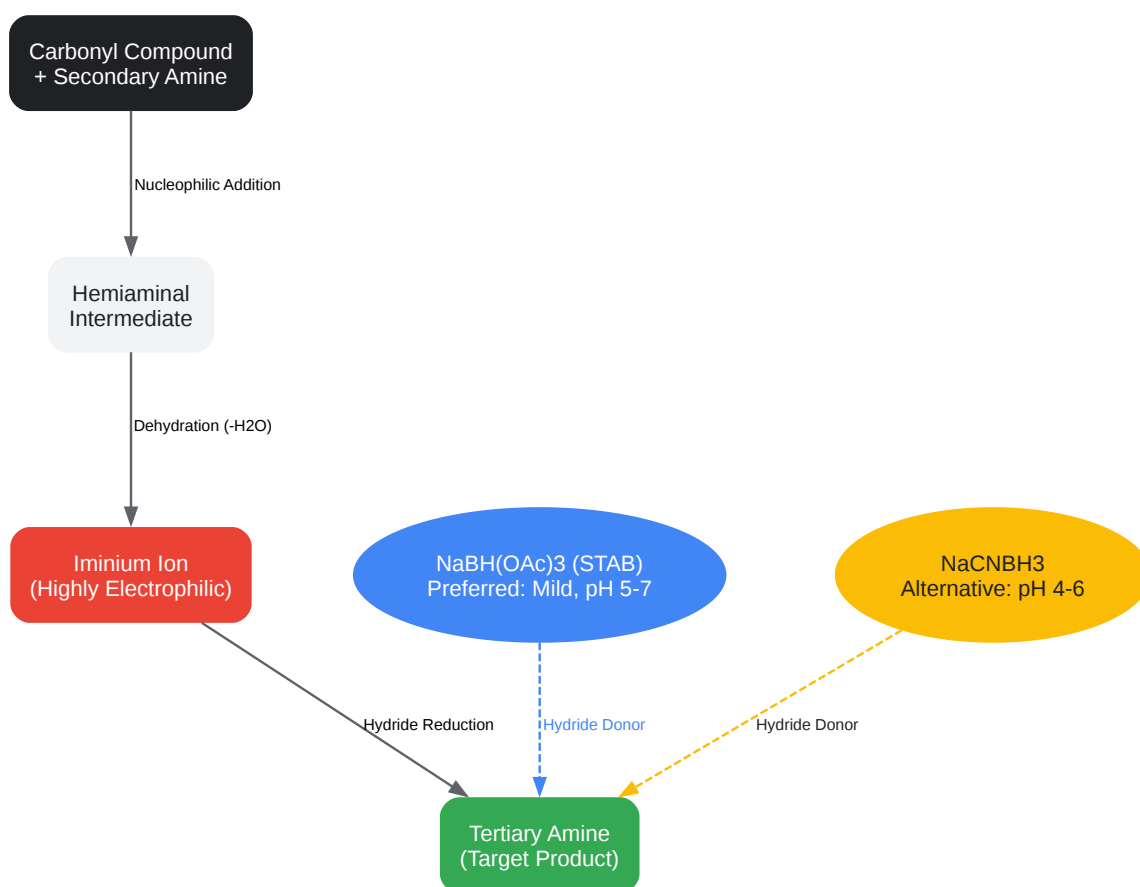 Carbonyl Compound
+ Secondary Amine
Nucleophilic Addition
Hemiaminal
Intermediate
Dehydration (-H2O)
Iminium Ion
(Highly Electrophilic)
NaBH(OAc)3 (STAB)
Preferred: Mild, pH 5-7
NaCNBH3
Alternative: pH 4-6
Hydride Reduction
Hydride Donor
Hydride Donor
Tertiary Amine
(Target Product)